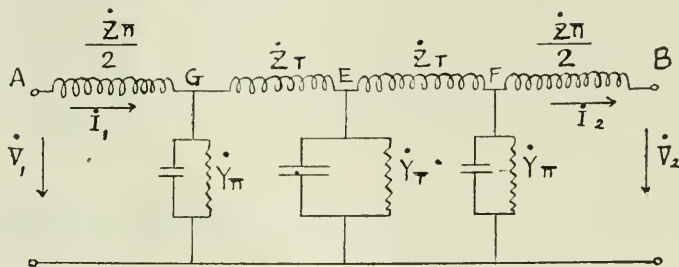 Żπ/2 ŻT ŻT Żπ/2
A G E F B
İ₁ İ₂
V̇₁ Ẏπ ẎT Ẏπ V̇₂